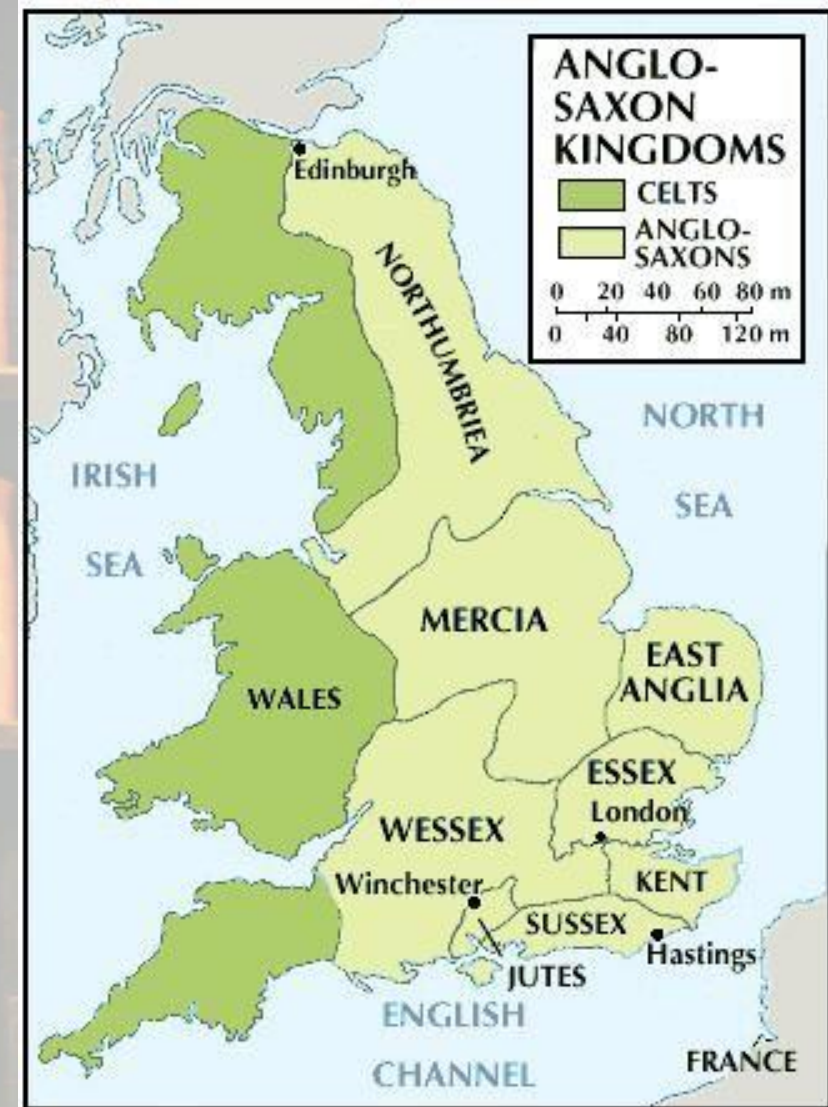 ANGLO-
SAXON
KINGDOMS
CELTS
ANGLO-
SAXONS
0 20 40 60 80 m
0 40 80 120 m
Edinburgh
NORTHUMBRIEA
NORTH
SEA
IRISH
SEA
MERCIA
EAST
ANGLIA
WALES
ESSEX
London
WESSEX
Winchester
KENT
SUSSEX
Hastings
JUTES
ENGLISH
CHANNEL
FRANCE